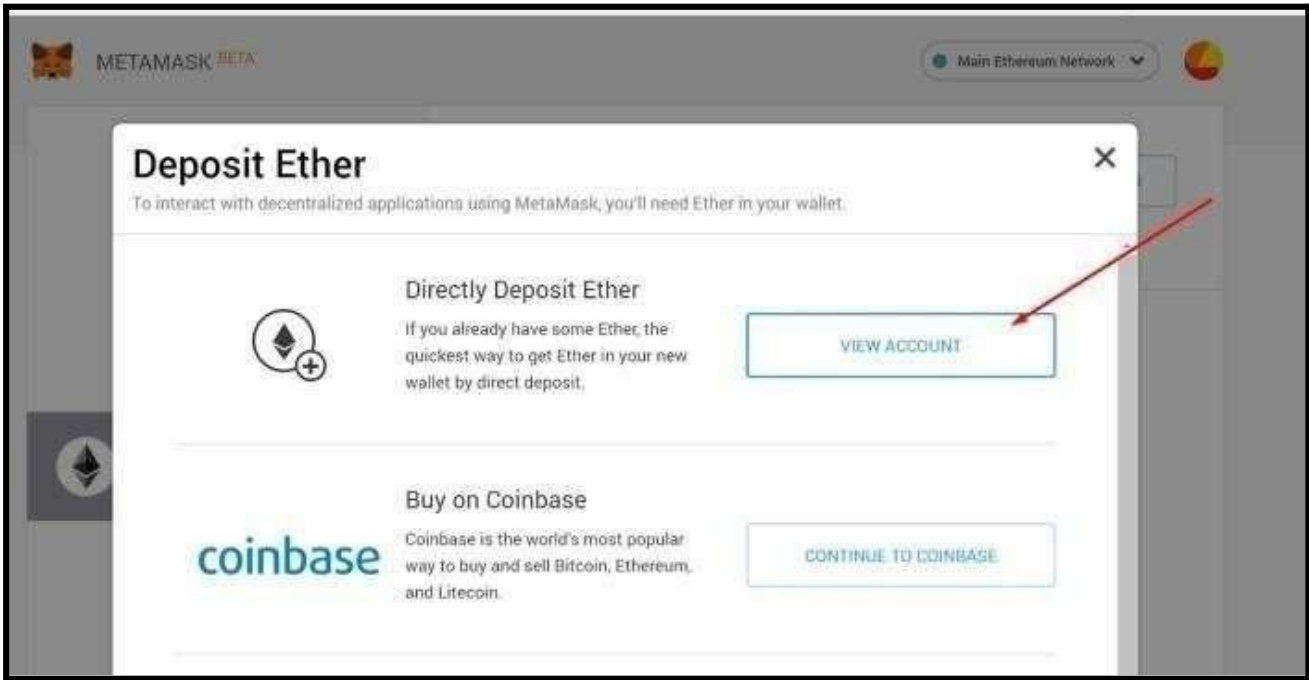 METAMASK BETA
Main Ethereum Network
Deposit Ether
To interact with decentralized applications using MetaMask, you'll need Ether in your wallet.
Directly Deposit Ether
If you already have some Ether, the
quickest way to get Ether in your new
wallet by direct deposit.
VIEW ACCOUNT
Buy on Coinbase
coinbase
Coinbase is the world's most popular
way to buy and sell Bitcoin, Ethereum,
and Litecoin.
CONTINUE TO COINBASE